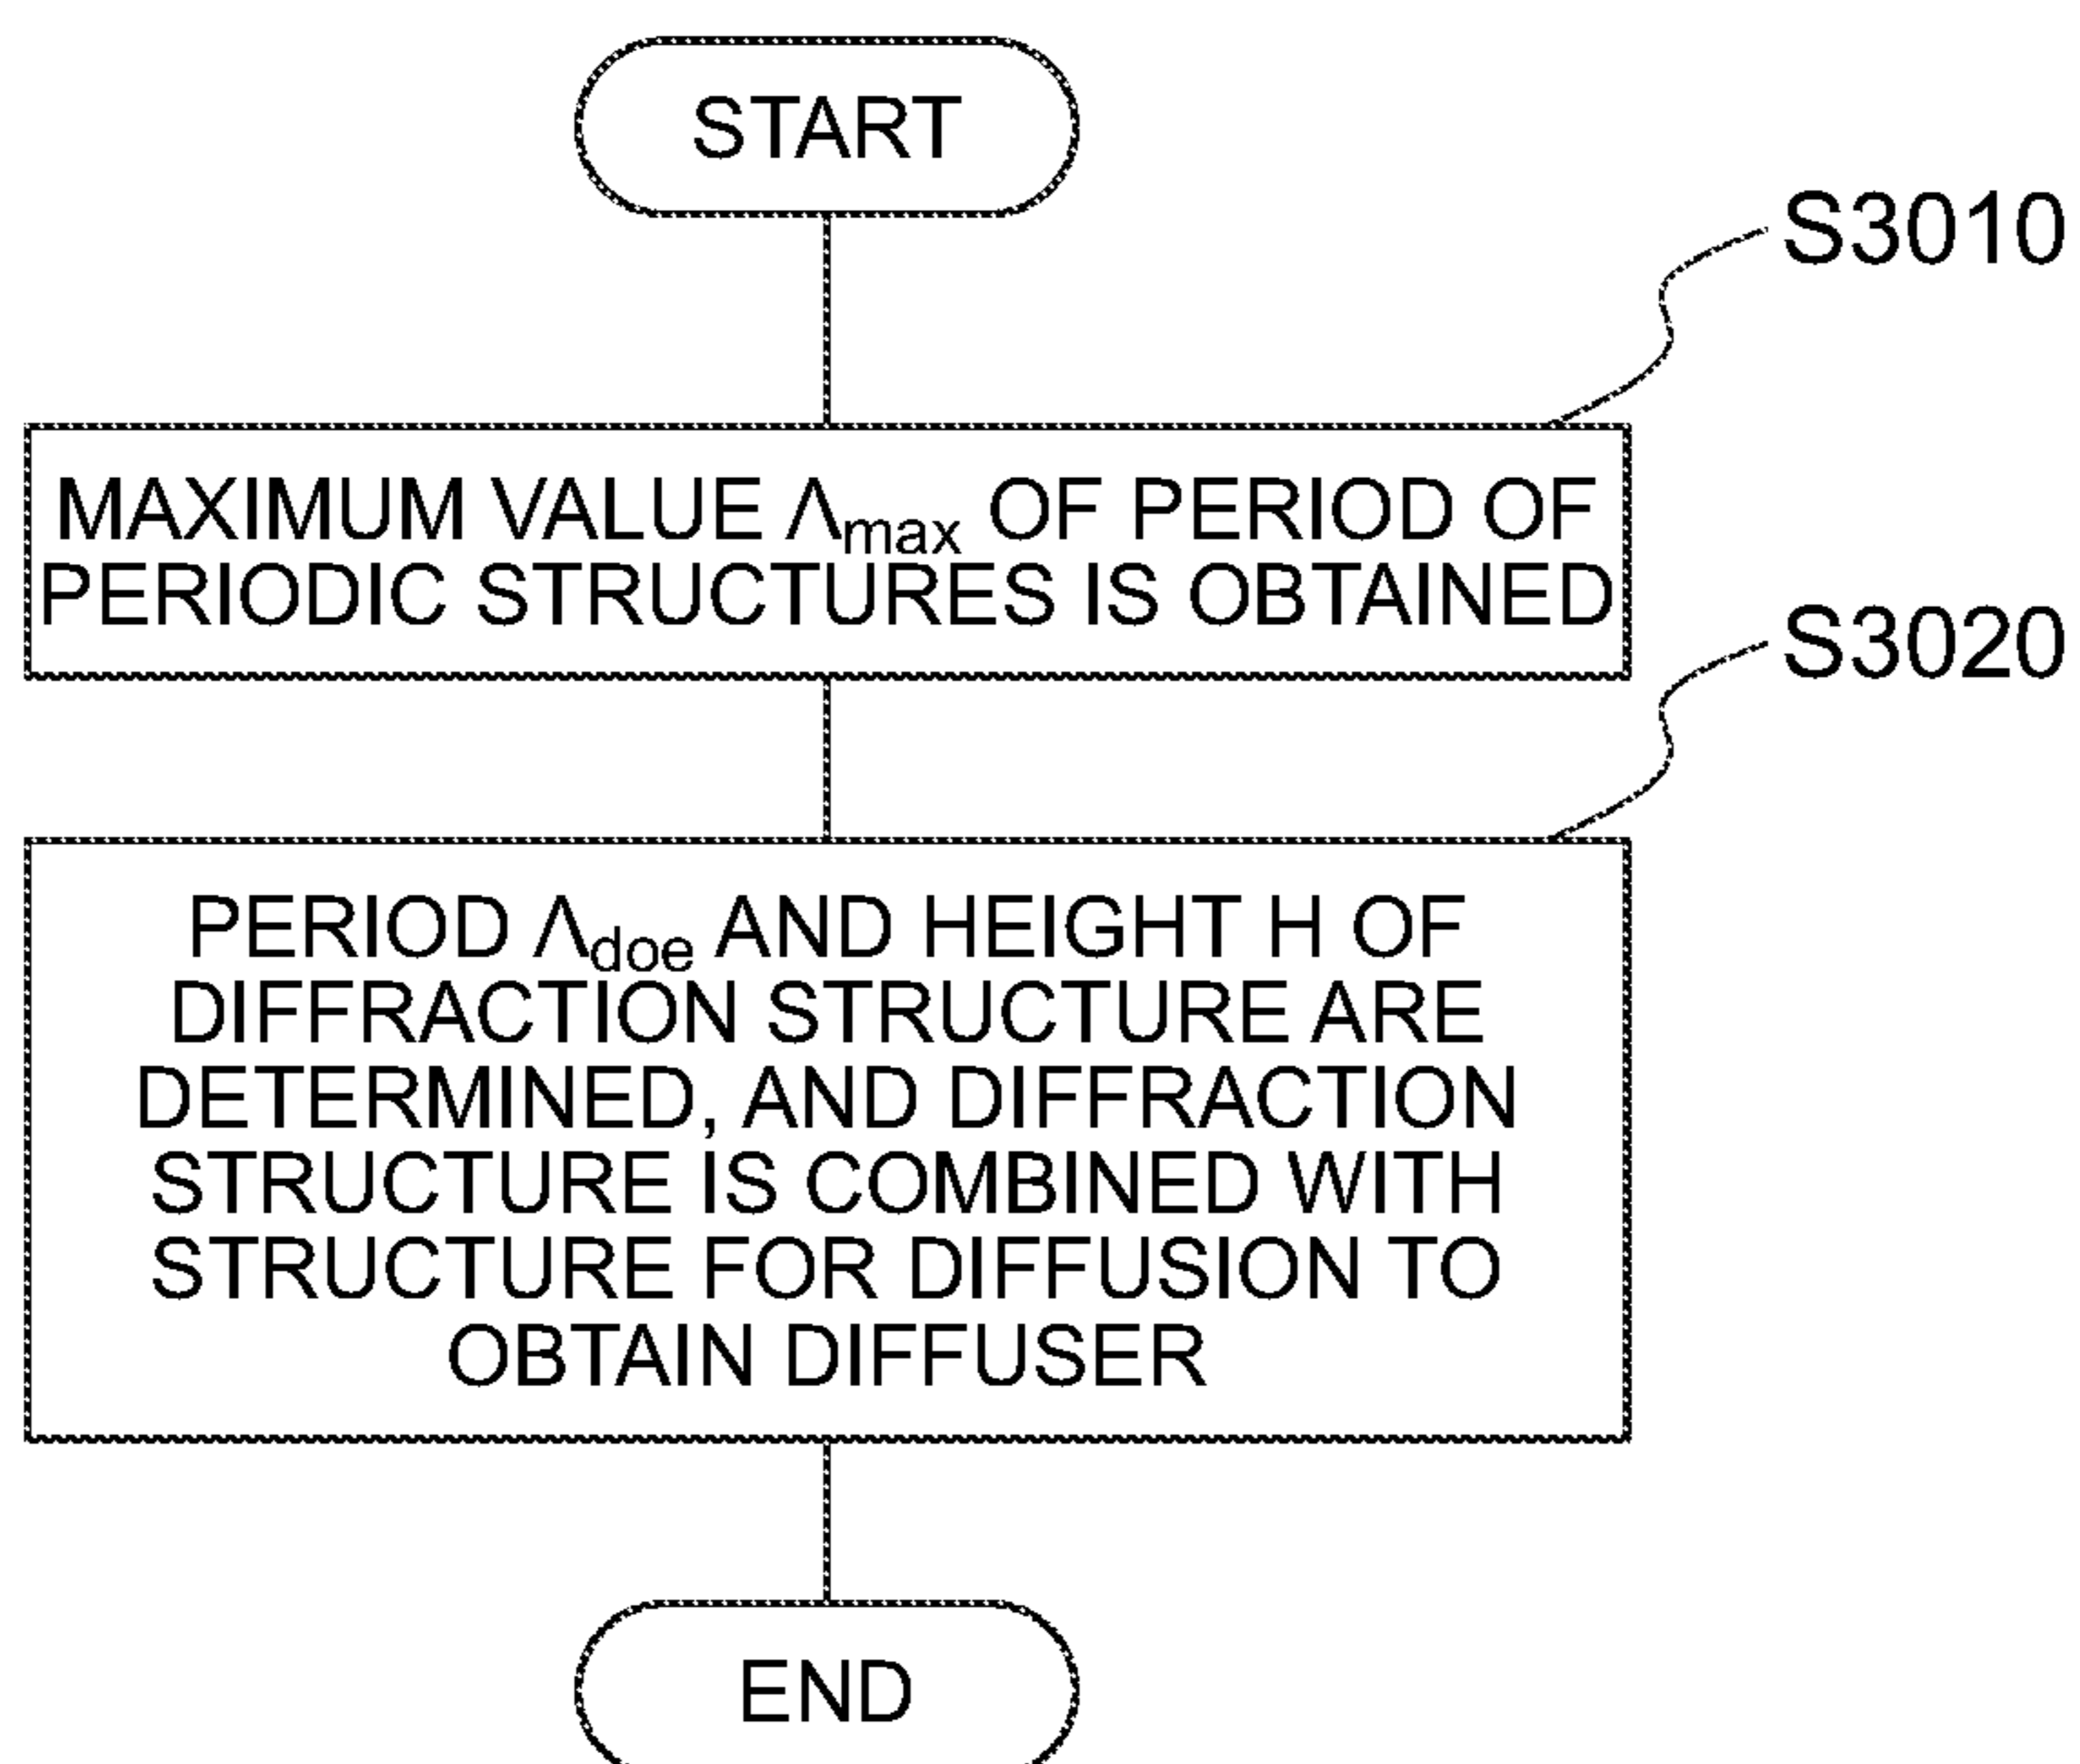 START
S3010
MAXIMUM VALUE Λmax OF PERIOD OF
PERIODIC STRUCTURES IS OBTAINED
S3020
PERIOD Λdoe AND HEIGHT H OF
DIFFRACTION STRUCTURE ARE
DETERMINED, AND DIFFRACTION
STRUCTURE IS COMBINED WITH
STRUCTURE FOR DIFFUSION TO
OBTAIN DIFFUSER
END